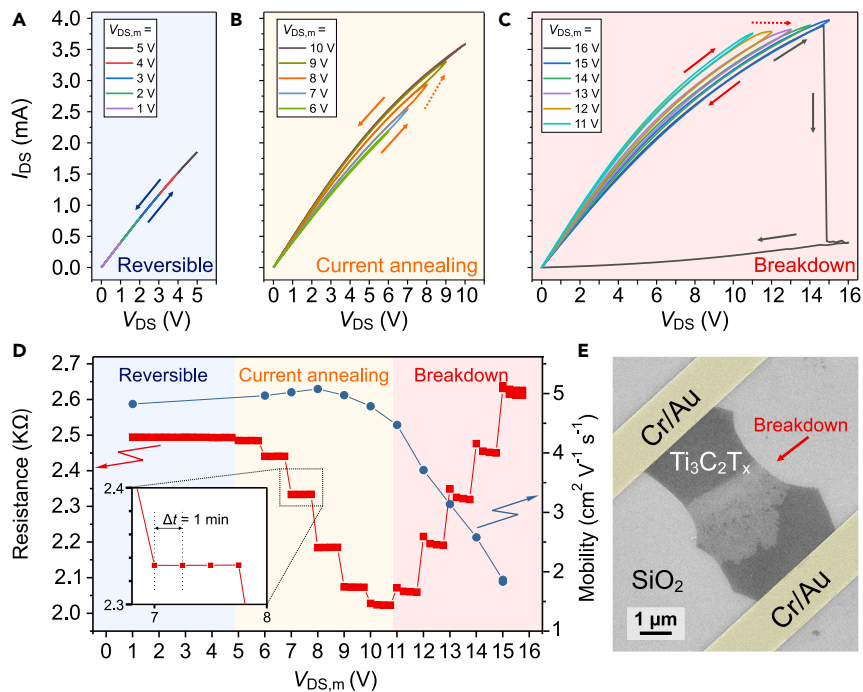 A
V_DS,m =
5 V
4 V
3 V
2 V
1 V
Reversible
0 1 2 3 4 5
V_DS (V)
4.0
3.5
3.0
2.5
2.0
1.5
1.0
0.5
0.0
I_DS (mA)
B
V_DS,m =
10 V
9 V
8 V
7 V
6 V
Current annealing
0 1 2 3 4 5 6 7 8 9 10
V_DS (V)
C
V_DS,m =
16 V
15 V
14 V
13 V
12 V
11 V
Breakdown
0 2 4 6 8 10 12 14 16
V_DS (V)
D
Reversible
Current annealing
Breakdown
2.7
2.6
2.5
2.4
2.3
2.2
2.1
2.0
Resistance (KΩ)
2.4
2.3
Δt = 1 min
7 8
5
4
3
2
1
Mobility (cm² V⁻¹ s⁻¹)
0 1 2 3 4 5 6 7 8 9 10 11 12 13 14 15 16
V_DS,m (V)
E
Cr/Au
Breakdown
Ti₃C₂Tₓ
SiO₂
Cr/Au
1 µm